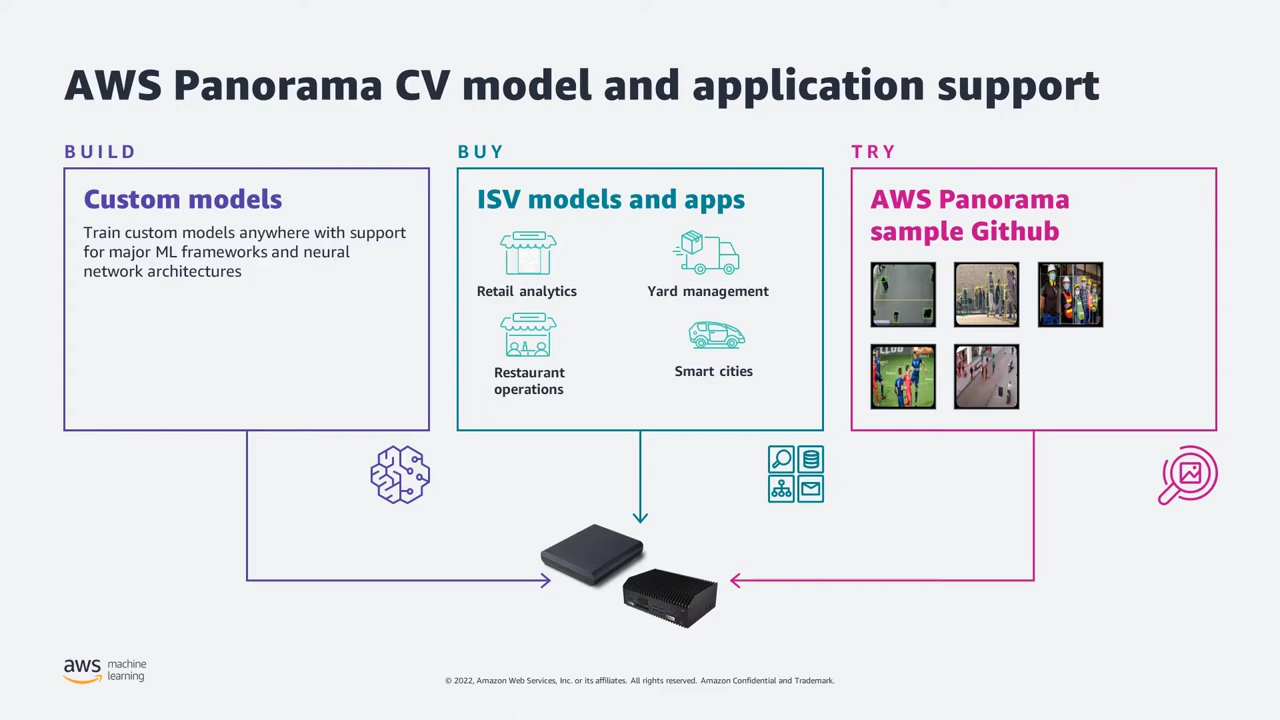 AWS Panorama CV model and application support
BUILD
Custom models
Train custom models anywhere with support
for major ML frameworks and neural
network architectures
BUY
ISV models and apps
Retail analytics
Yard management
Restaurant
operations
Smart cities
TRY
AWS Panorama
sample Github
aws machine
learning
© 2022, Amazon Web Services, Inc. or its affiliates. All rights reserved. Amazon Confidential and Trademark.